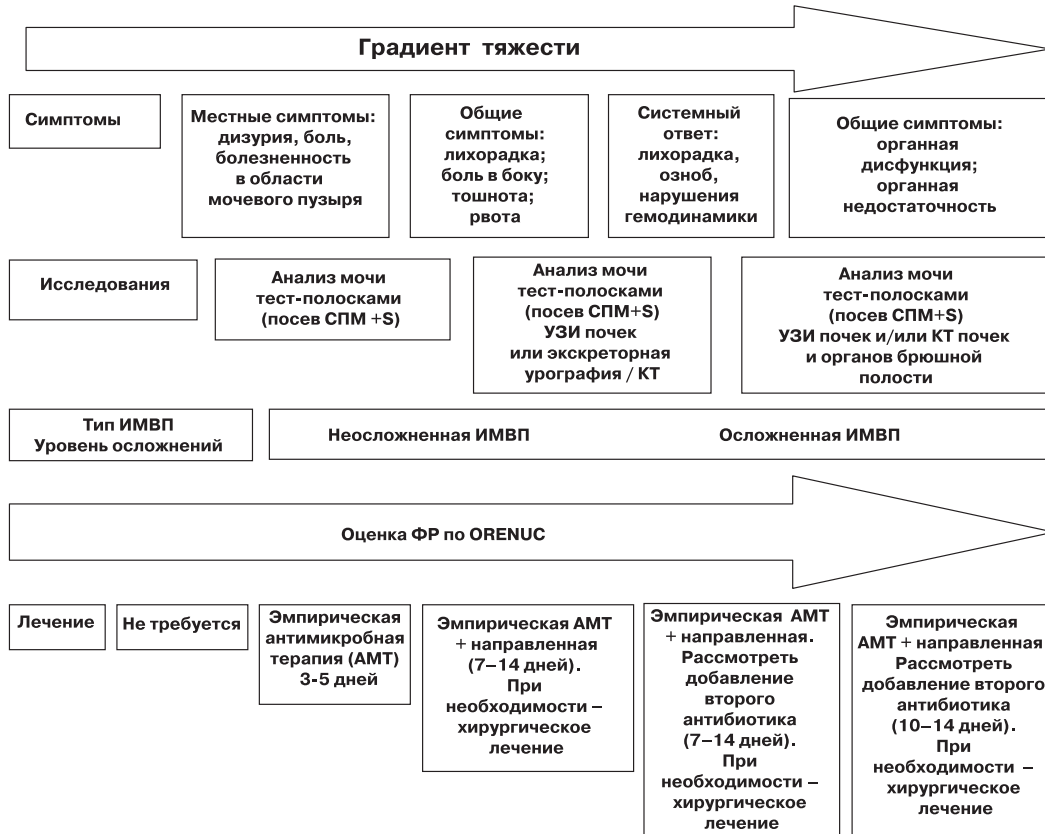 Градиент тяжести
Симптомы
Местные симптомы:
дизурия, боль,
болезненность
в области
мочевого пузыря
Общие
симптомы:
лихорадка;
боль в боку;
тошнота;
рвота
Системный
ответ:
лихорадка,
озноб,
нарушения
гемодинамики
Общие симптомы:
органная
дисфункция;
органная
недостаточность
Исследования
Анализ мочи
тест-полосками
(посев СПМ +S)
Анализ мочи
тест-полосками
(посев СПМ+S)
УЗИ почек
или экскреторная
урография / КТ
Анализ мочи
тест-полосками
(посев СПМ+S)
УЗИ почек и/или КТ почек
и органов брюшной
полости
Тип ИМВП
Уровень осложнений
Неосложненная ИМВП
Осложненная ИМВП
Оценка ФР по ORENUC
Лечение
Не требуется
Эмпирическая
антимикробная
терапия (АМТ)
3-5 дней
Эмпирическая АМТ
+ направленная
(7–14 дней).
При
необходимости –
хирургическое
лечение
Эмпирическая АМТ
+ направленная.
Рассмотреть
добавление
второго
антибиотика
(7–14 дней).
При
необходимости –
хирургическое
лечение
Эмпирическая
АМТ + направленная
Рассмотреть
добавление второго
антибиотика
(10–14 дней).
При
необходимости –
хирургическое
лечение